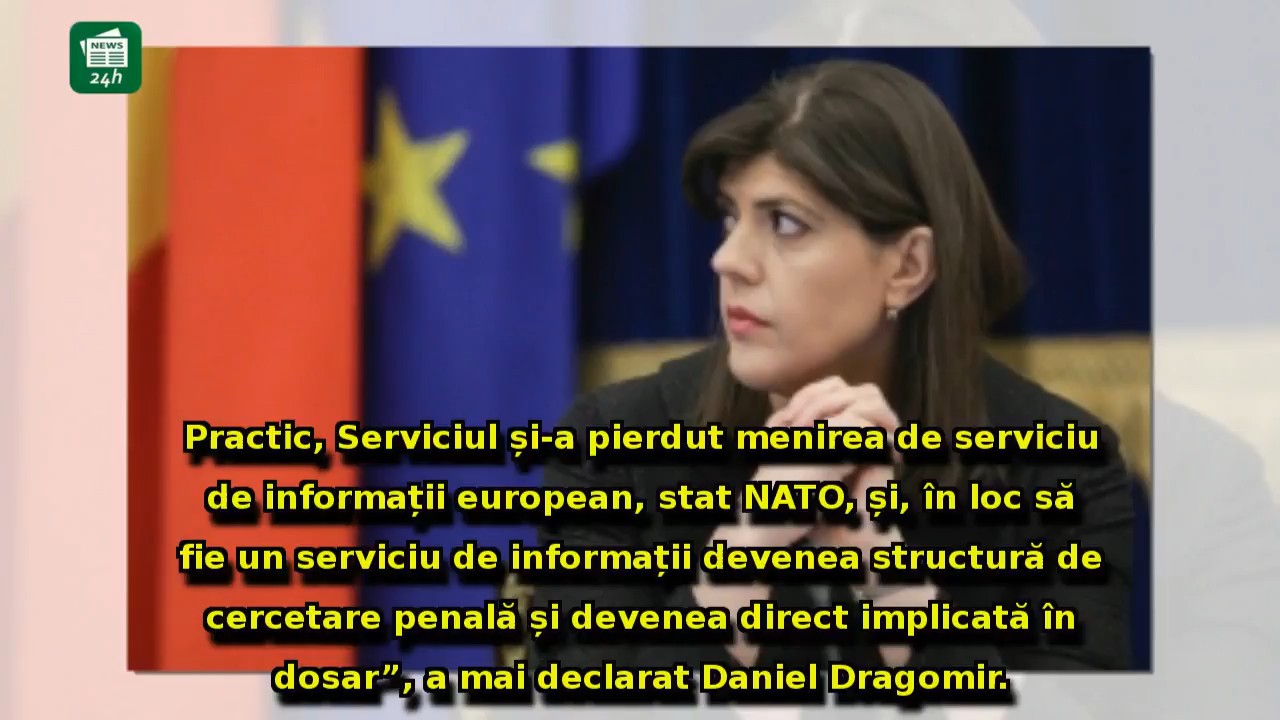 NEWS
24h
Practic, Serviciul și-a pierdut menirea de serviciu
de informații european, stat NATO, și, în loc să
fie un serviciu de informații devenea structură de
cercetare penală și devenea direct implicată în
dosar”, a mai declarat Daniel Dragomir.